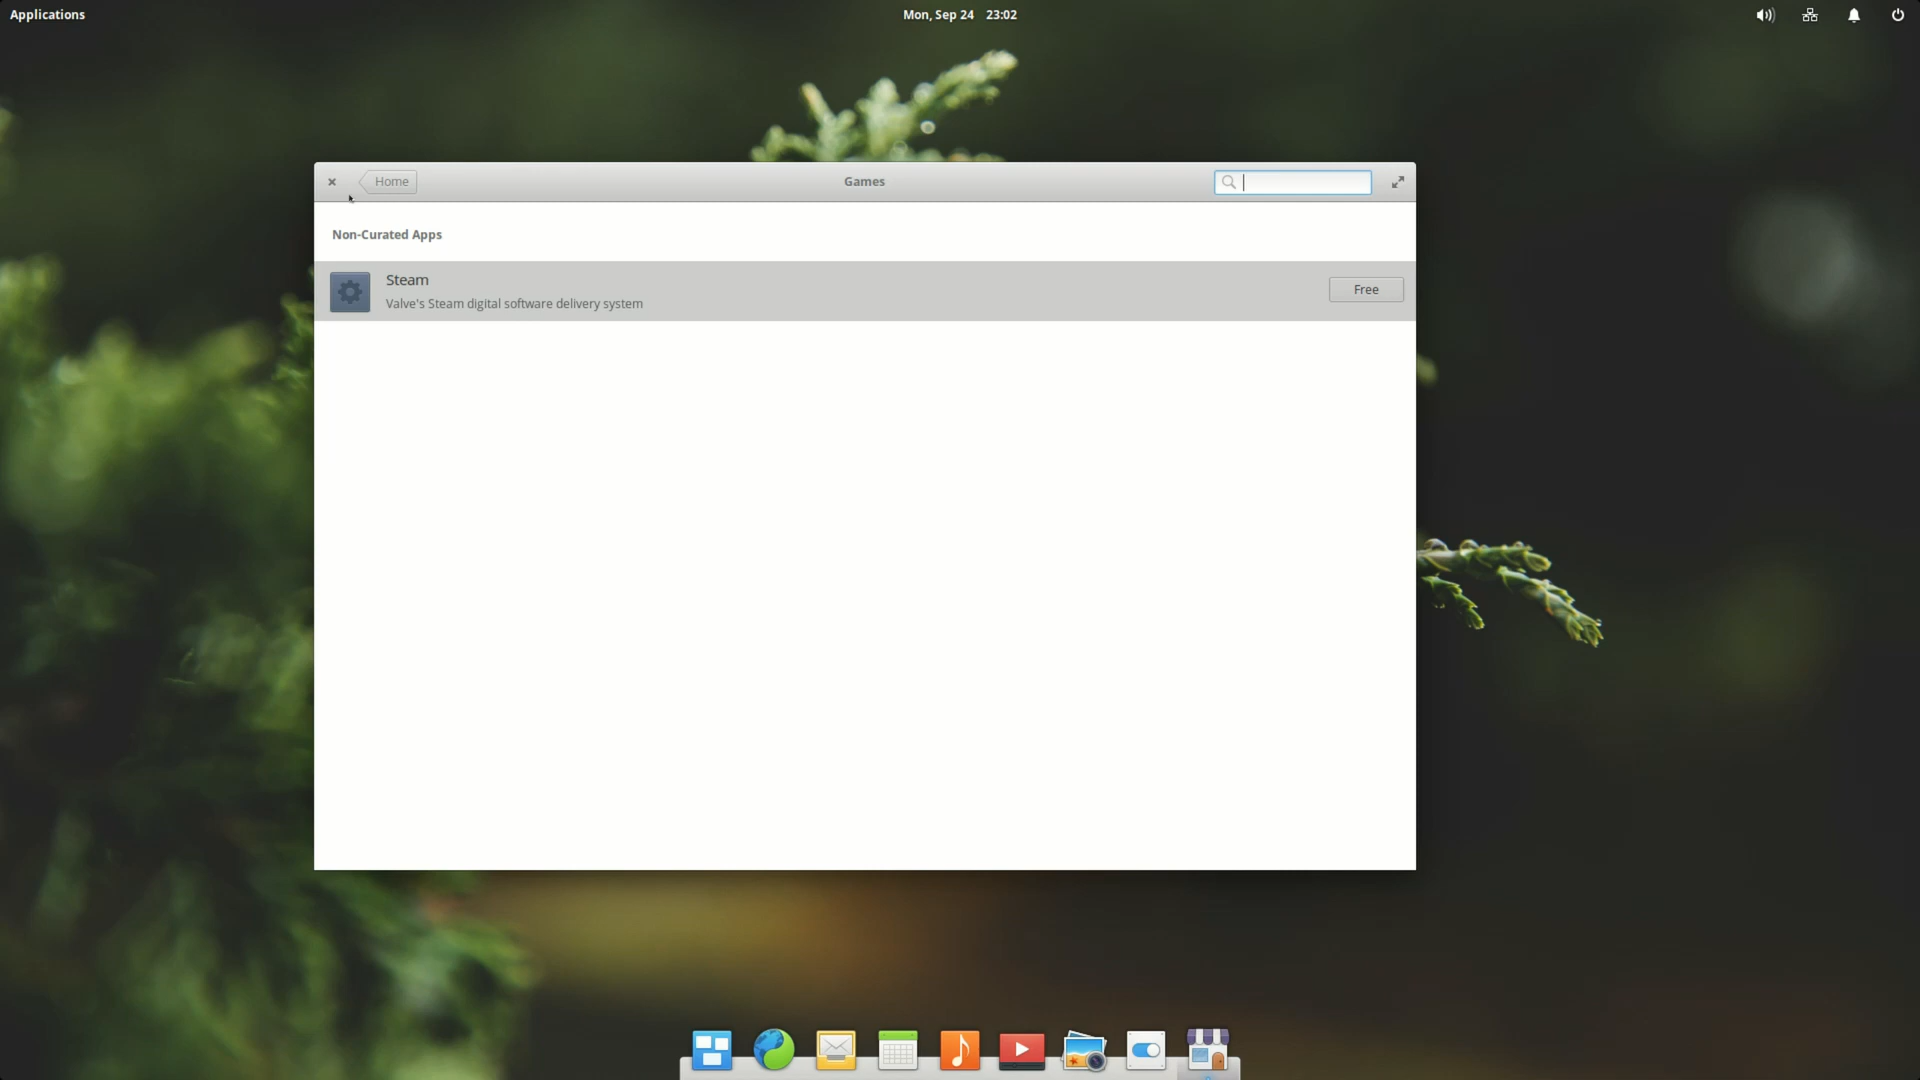 Applications
Mon, Sep 24 23:02
Home
Games
Non-Curated Apps
Steam
Valve's Steam digital software delivery system
Free